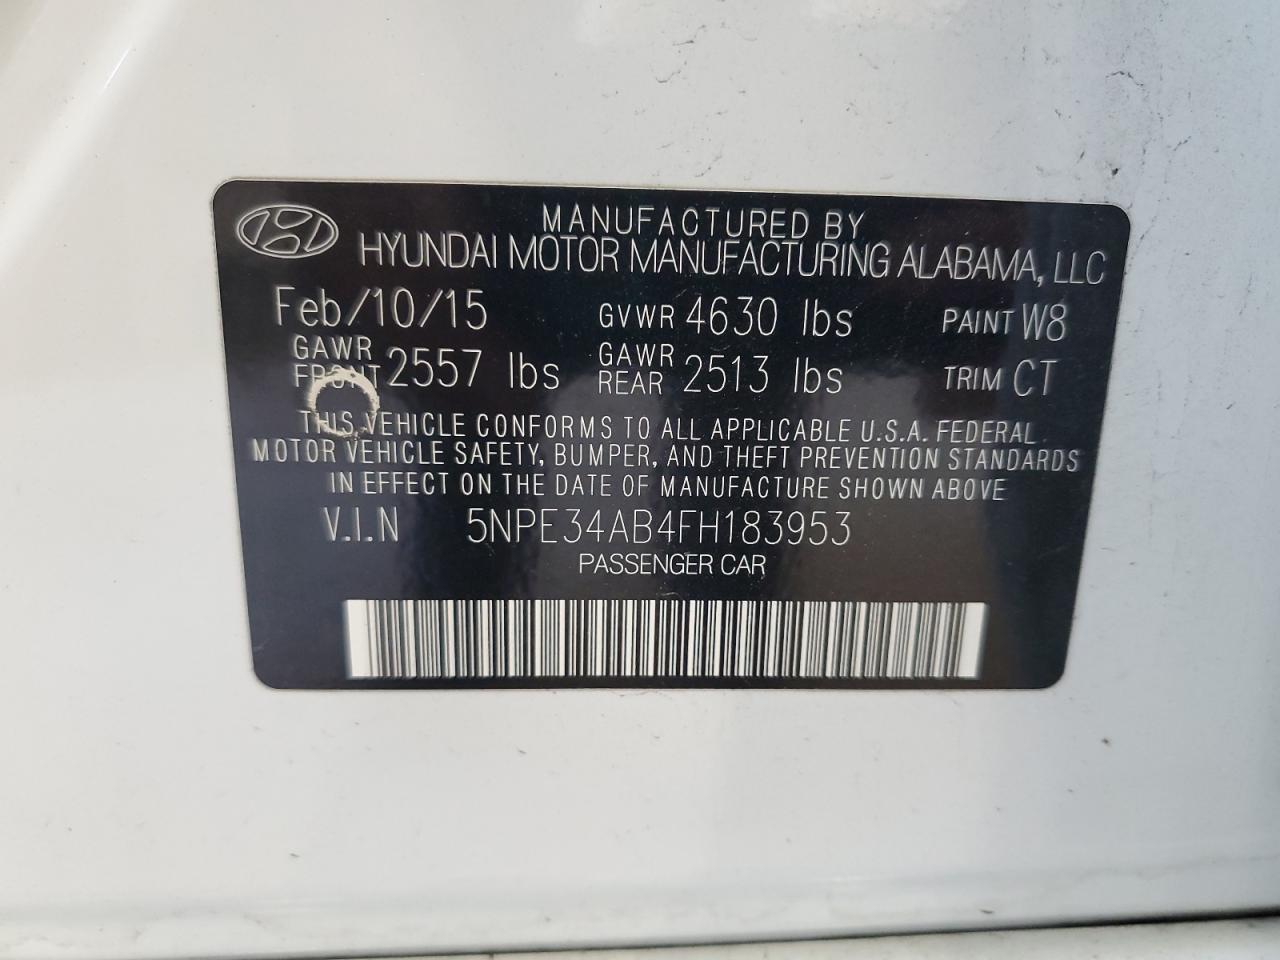 MANUFACTURED BY
HYUNDAI MOTOR MANUFACTURING ALABAMA, LLC
Feb/10/15 GVWR 4630 lbs PAINT W8
GAWR FRONT 2557 lbs GAWR REAR 2513 lbs TRIM CT
THIS VEHICLE CONFORMS TO ALL APPLICABLE U.S.A. FEDERAL
MOTOR VEHICLE SAFETY, BUMPER, AND THEFT PREVENTION STANDARDS
IN EFFECT ON THE DATE OF MANUFACTURE SHOWN ABOVE
V.I.N 5NPE34AB4FH183953
PASSENGER CAR